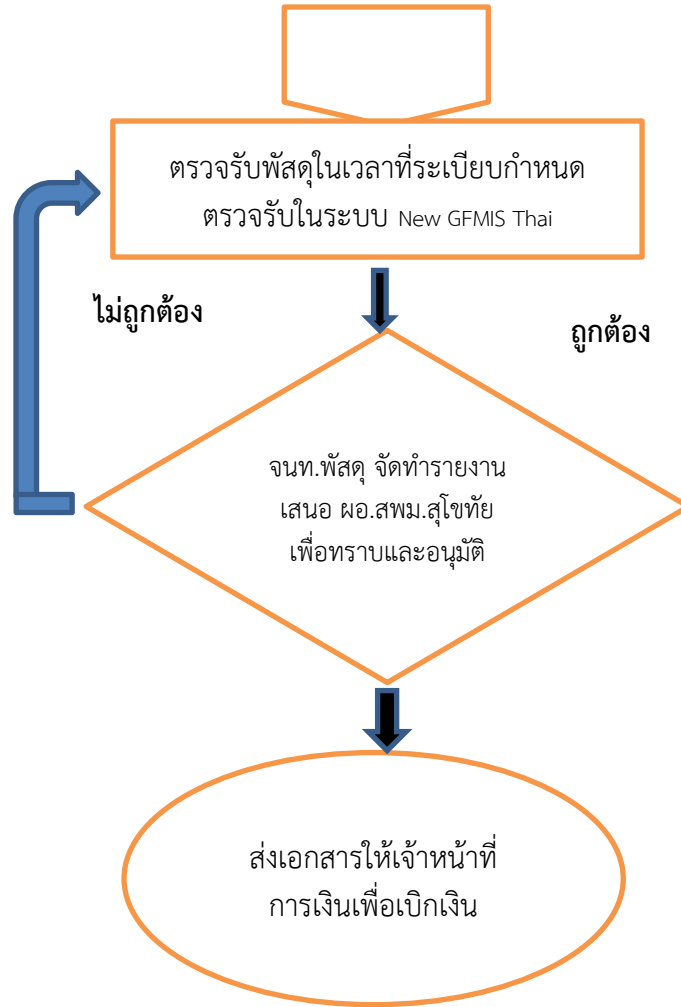 ตรวจรับพัสดุในเวลาที่ระเบียบกำหนด
ตรวจรับในระบบ New GFMIS Thai
ไม่ถูกต้อง
ถูกต้อง
จนท.พัสดุ จัดทำรายงาน
เสนอ ผอ.สพม.สุโขทัย
เพื่อทราบและอนุมัติ
ส่งเอกสารให้เจ้าหน้าที่
การเงินเพื่อเบิกเงิน